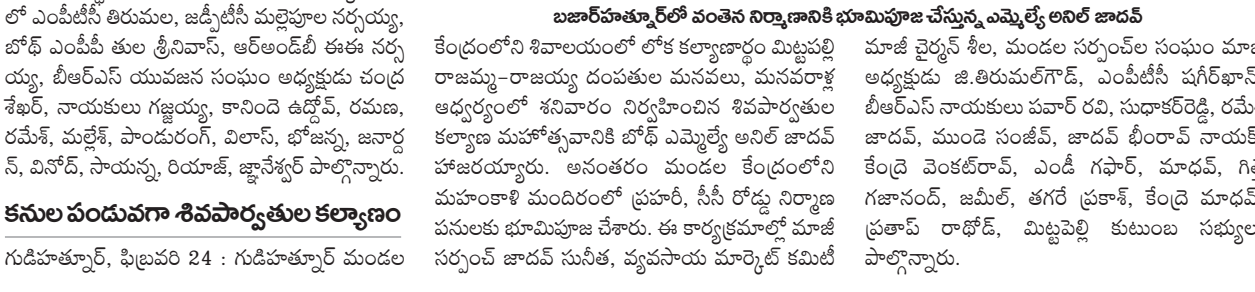 లో ఎంపీటీసీ తిరుమల, జడ్పీటీసీ మల్లెపూల నర్సయ్య,
బోథ్ ఎంపీపీ తుల శ్రీనివాస్, ఆర్అండ్‌బీ ఈఈ నర్స
య్య, బీఆర్‌ఎస్ యువజన సంఘం అధ్యక్షుడు చంద్ర
శేఖర్, నాయకులు గజ్జయ్య, కానిందె ఉద్దోవ్, రమణ,
రమేశ్, మల్లేశ్, పాండురంగ్, విలాస్, భోజన్న, జనార్ద
న్, వినోద్, సాయన్న, రియాజ్, జ్ఞానేశ్వర్ పాల్గొన్నారు.
కనుల పండువగా శివపార్వతుల కల్యాణం
గుడిహత్నూర్, ఫిబ్రవరి 24 : గుడిహత్నూర్ మండల
బజార్‌హత్నూర్‌లో వంతెన నిర్మాణానికి భూమిపూజ చేస్తున్న ఎమ్మెల్యే అనిల్ జాదవ్
కేంద్రంలోని శివాలయంలో లోక కల్యాణార్థం మిట్టపల్లి
రాజమ్మ-రాజయ్య దంపతుల మనవలు, మనవరాళ్ల
ఆధ్వర్యంలో శనివారం నిర్వహించిన శివపార్వతుల
కల్యాణ మహోత్సవానికి బోథ్ ఎమ్మెల్యే అనిల్ జాదవ్
హాజరయ్యారు. అనంతరం మండల కేంద్రంలోని
మహంకాళి మందిరంలో ప్రహరీ, సీసీ రోడ్డు నిర్మాణ
పనులకు భూమిపూజ చేశారు. ఈ కార్యక్రమాల్లో మాజీ
సర్పంచ్ జాదవ్ సునీత, వ్యవసాయ మార్కెట్ కమిటీ
మాజీ చైర్మన్ శీల, మండల సర్పంచ్‌ల సంఘం మాజీ
అధ్యక్షుడు జి.తిరుమల్‌గౌడ్, ఎంపీటీసీ షగీర్‌ఖాన్
బీఆర్‌ఎస్ నాయకులు పవార్ రవి, సుధాకర్‌రెడ్డి, రమే
జాదవ్, ముండె సంజీవ్, జాదవ్ భీంరావ్ నాయక్
కేంద్రె వెంకట్‌రావ్, ఎండీ గఫార్, మాధవ్,
గజానంద్, జమీల్, తగరే ప్రకాశ్, కేంద్రె మాధవ్
ప్రతాప్ రాథోడ్, మిట్టపెల్లి కుటుంబ సభ్యుల
పాల్గొన్నారు.